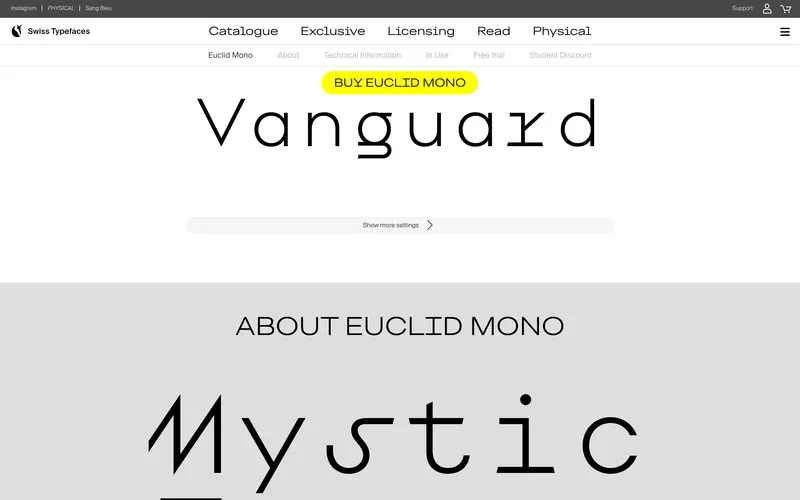 Instagram | PHYSICAL | Sang Bleu Support
Swiss Typefaces Catalogue Exclusive Licensing Read Physical
Euclid Mono About Technical Information In Use Free trial Student Discount
BUY EUCLID MONO
Vanguard
Show more settings
ABOUT EUCLID MONO
Mystic